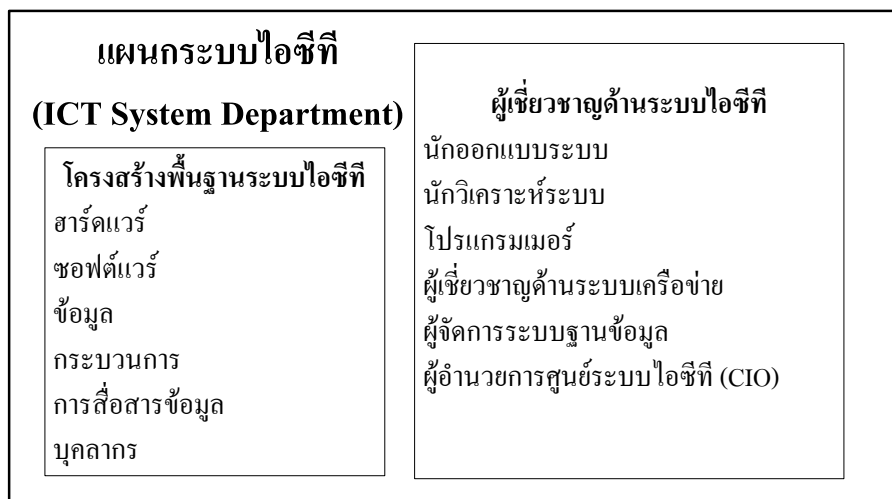 แผนกระบบไอซีที
(ICT System Department)
โครงสร้างพื้นฐานระบบไอซีที
ฮาร์ดแวร์
ซอฟต์แวร์
ข้อมูล
กระบวนการ
การสื่อสารข้อมูล
บุคลากร
ผู้เชี่ยวชาญด้านระบบไอซีที
นักออกแบบระบบ
นักวิเคราะห์ระบบ
โปรแกรมเมอร์
ผู้เชี่ยวชาญด้านระบบเครือข่าย
ผู้จัดการระบบฐานข้อมูล
ผู้อำนวยการศูนย์ระบบไอซีที (CIO)